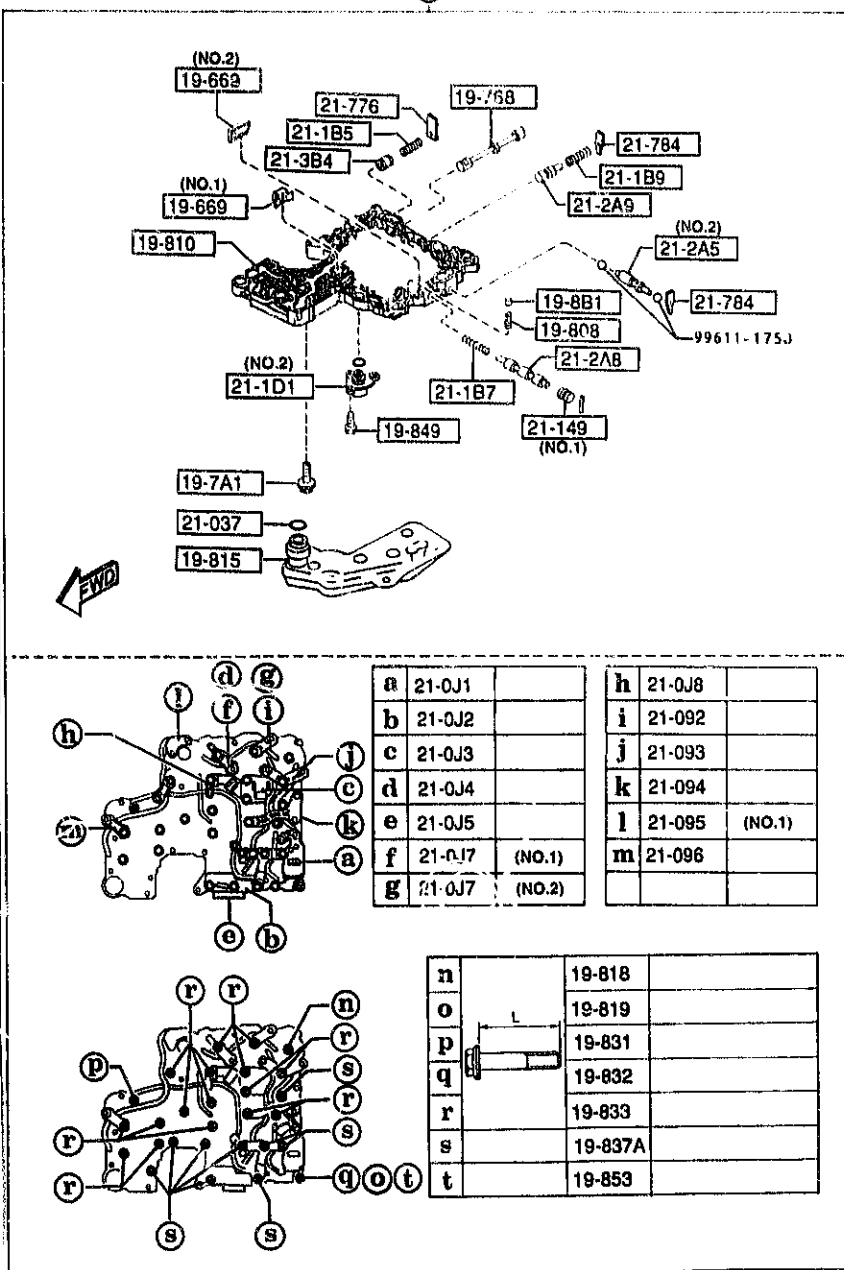 (NO.2)
19-669
21-776
19-768
21-1B5
21-784
21-3B4
21-1B9
(NO.1)
21-2A9
19-669
(NO.2)
19-810
21-2A5
19-8B1
21-784
19-808
99611-175J
(NO.2)
21-2A8
21-1D1
21-1B7
19-849
21-149
(NO.1)
19-7A1
21-037
19-815
FWD
d g
l f i
h j
c
m k
a
e b
a 21-0J1
b 21-0J2
c 21-0J3
d 21-0J4
e 21-0J5
f 21-0J7 (NO.1)
g 21-0J7 (NO.2)
h 21-0J8
i 21-092
j 21-093
k 21-094
l 21-095 (NO.1)
m 21-096
r r n
r
p s
r
r s
r q o t
s s
L
n 19-818
o 19-819
p 19-831
q 19-832
r 19-833
s 19-837A
t 19-853